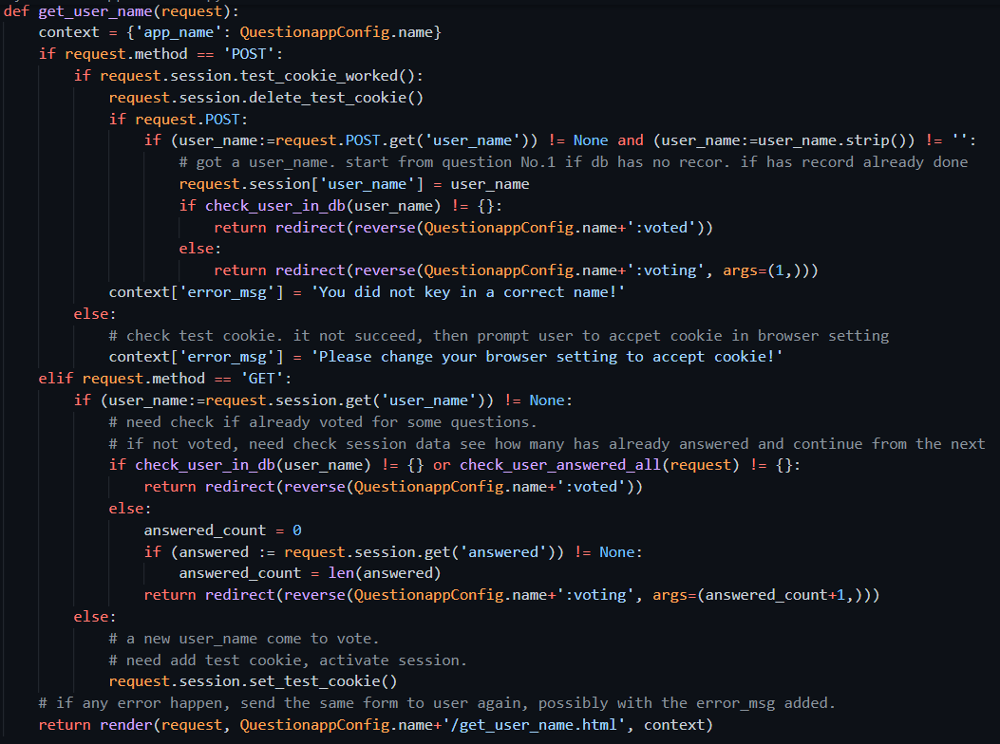 def get_user_name(request):
    context = {'app_name': QuestionappConfig.name}
    if request.method == 'POST':
        if request.session.test_cookie_worked():
            request.session.delete_test_cookie()
            if request.POST:
                if (user_name:=request.POST.get('user_name')) != None and (user_name:=user_name.strip()) != '':
                    # got a user_name. start from question No.1 if db has no recor. if has record already done
                    request.session['user_name'] = user_name
                    if check_user_in_db(user_name) != {}:
                        return redirect(reverse(QuestionappConfig.name+':voted'))
                    else:
                        return redirect(reverse(QuestionappConfig.name+':voting', args=(1,)))
            context['error_msg'] = 'You did not key in a correct name!'
        else:
            # check test cookie. it not succeed, then prompt user to accpet cookie in browser setting
            context['error_msg'] = 'Please change your browser setting to accept cookie!'
    elif request.method == 'GET':
        if (user_name:=request.session.get('user_name')) != None:
            # need check if already voted for some questions.
            # if not voted, need check session data see how many has already answered and continue from the next
            if check_user_in_db(user_name) != {} or check_user_answered_all(request) != {}:
                return redirect(reverse(QuestionappConfig.name+':voted'))
            else:
                answered_count = 0
                if (answered := request.session.get('answered')) != None:
                    answered_count = len(answered)
                return redirect(reverse(QuestionappConfig.name+':voting', args=(answered_count+1,)))
        else:
            # a new user_name come to vote.
            # need add test cookie, activate session.
            request.session.set_test_cookie()
    # if any error happen, send the same form to user again, possibly with the error_msg added.
    return render(request, QuestionappConfig.name+'/get_user_name.html', context)